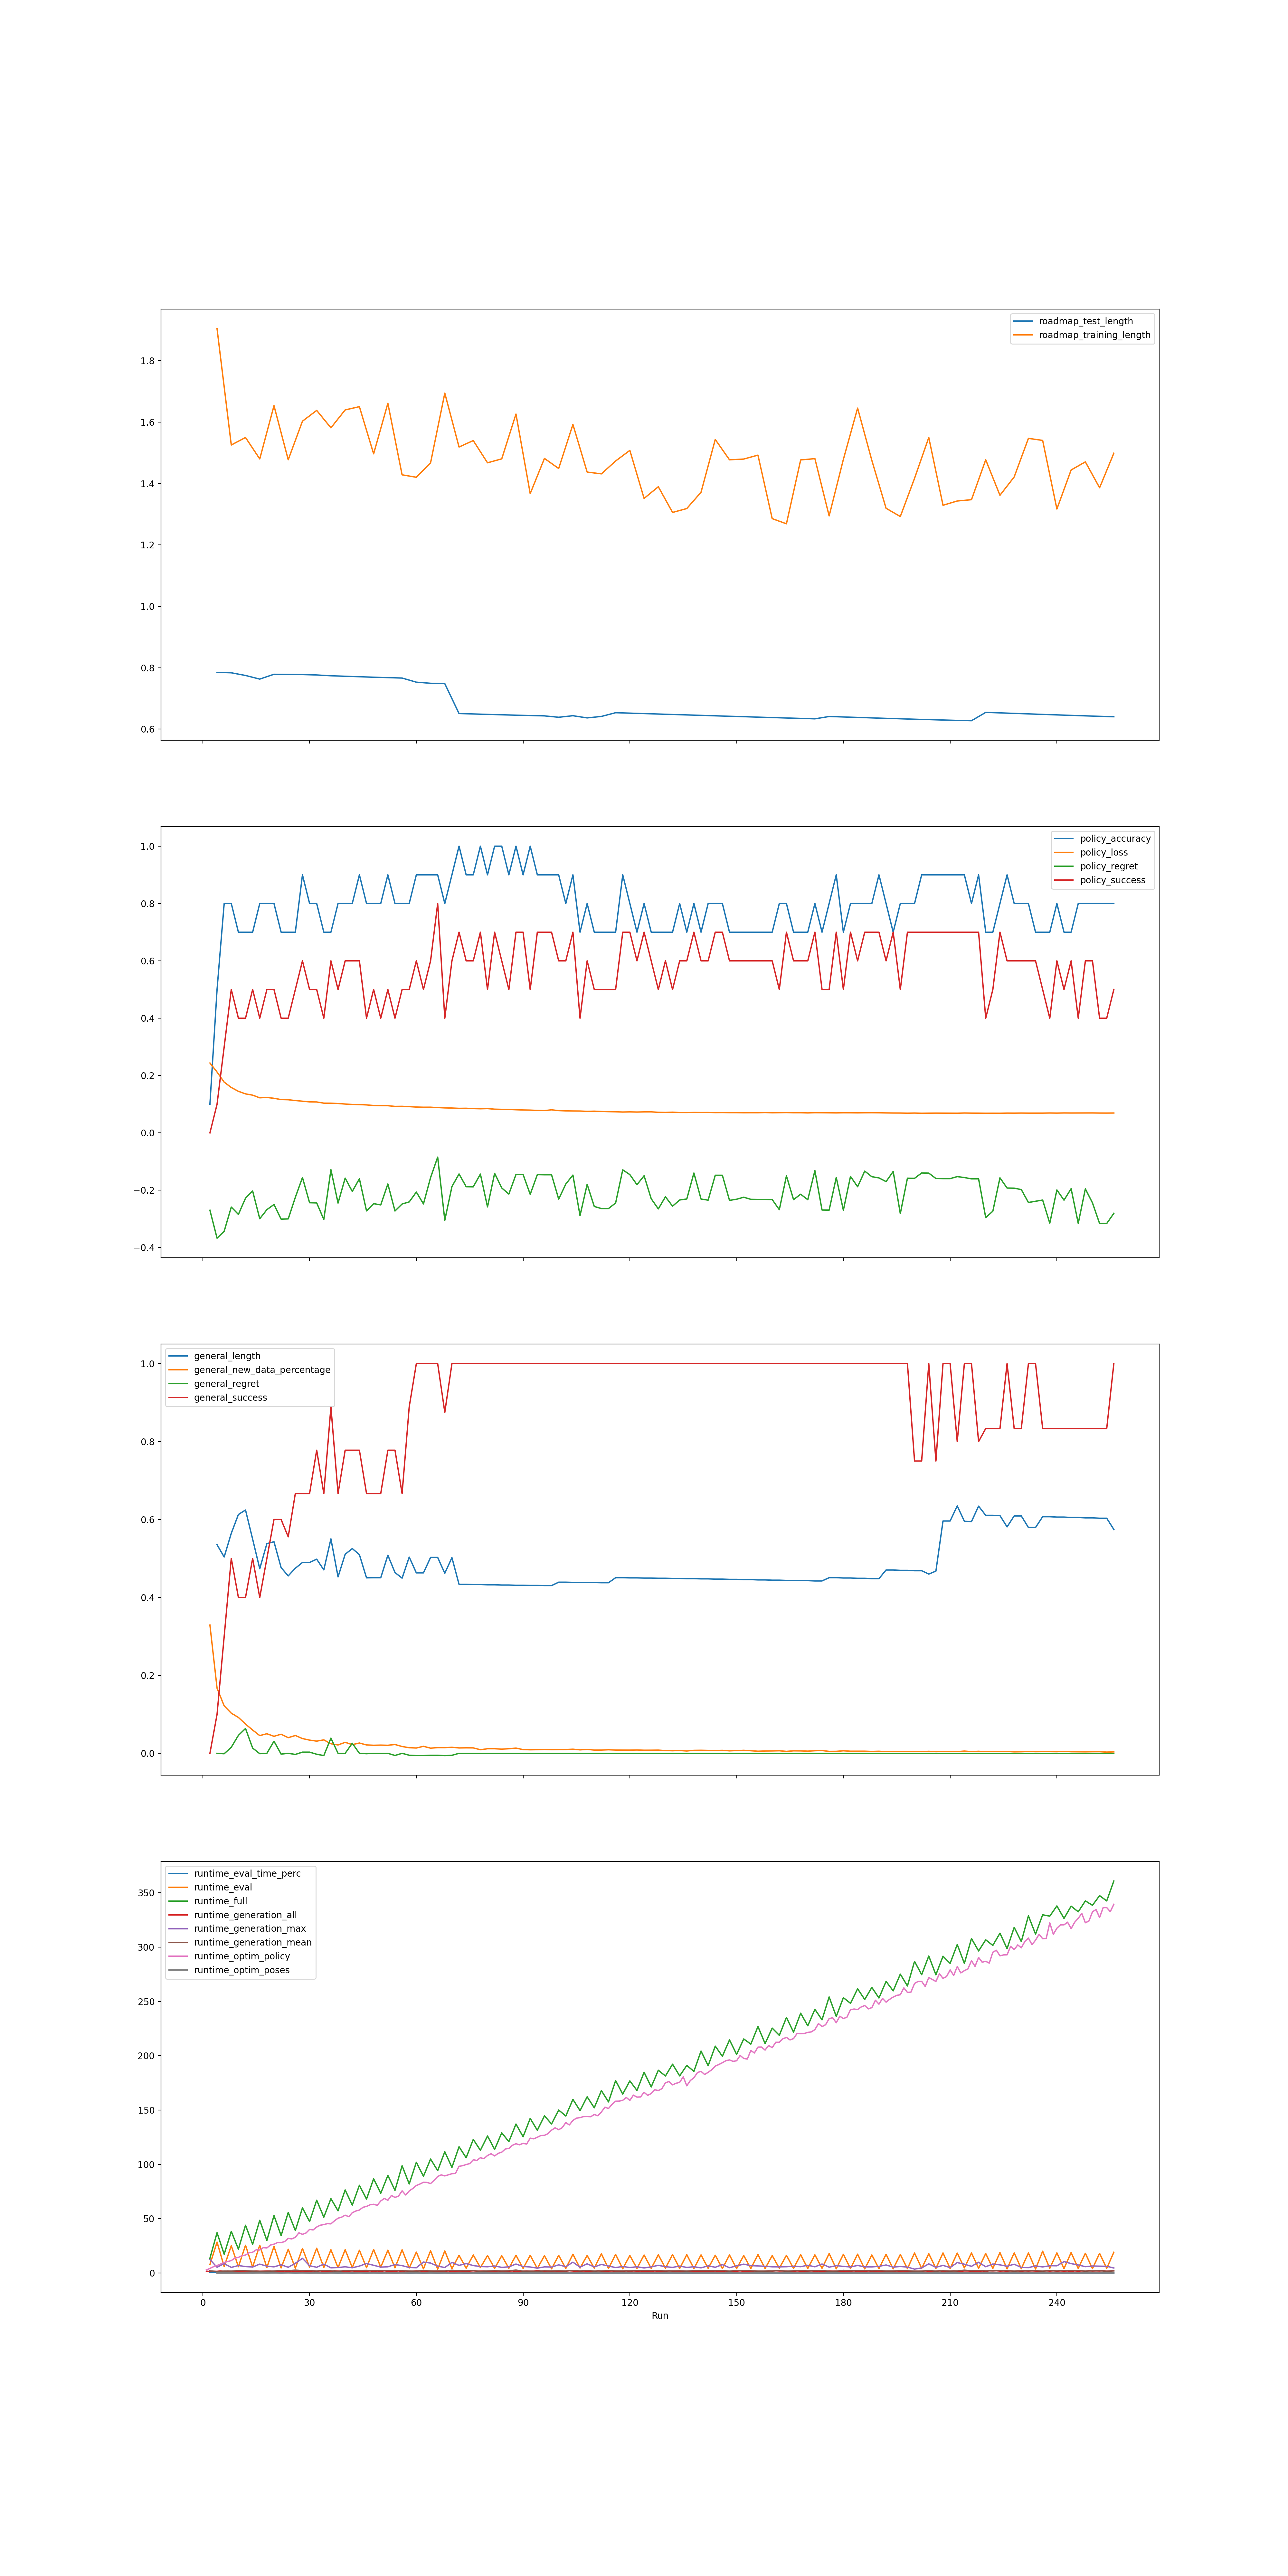 roadmap_test_length
roadmap_training_length
1.8
1.6
1.4
1.2
1.0
0.8
0.6
policy_accuracy
policy_loss
policy_regret
policy_success
1.0
0.8
0.6
0.4
0.2
0.0
−0.2
−0.4
general_length
general_new_data_percentage
general_regret
general_success
1.0
0.8
0.6
0.4
0.2
0.0
runtime_eval_time_perc
runtime_eval
runtime_full
runtime_generation_all
runtime_generation_max
runtime_generation_mean
runtime_optim_policy
runtime_optim_poses
350
300
250
200
150
100
50
0
0 30 60 90 120 150 180 210 240
Run